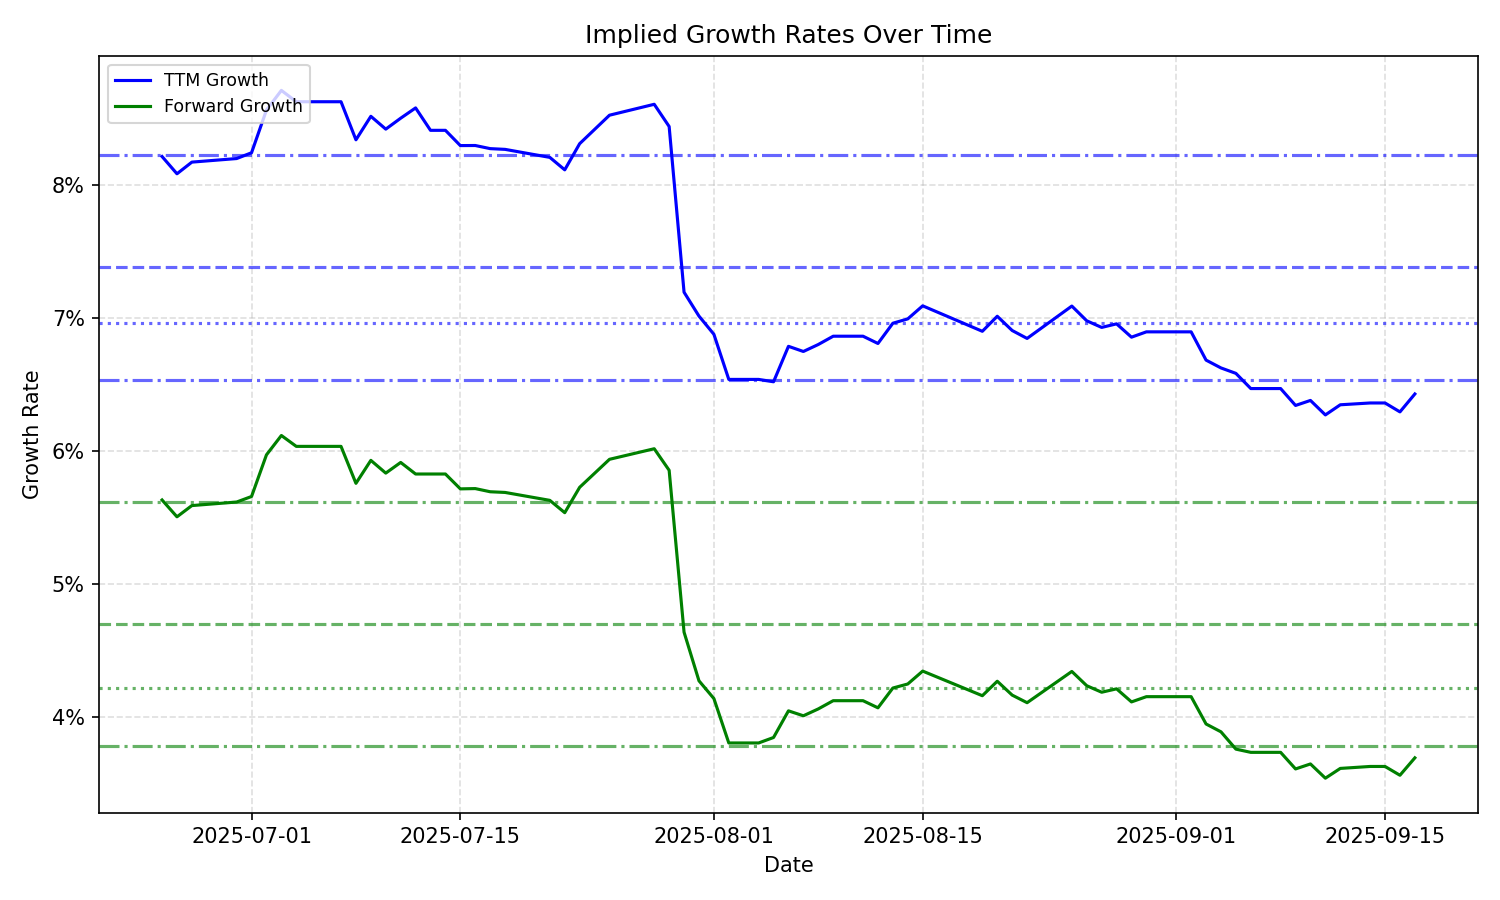 Implied Growth Rates Over Time
TTM Growth
Forward Growth
8%
7%
6%
5%
4%
Growth Rate
2025-07-01
2025-07-15
2025-08-01
2025-08-15
2025-09-01
2025-09-15
Date